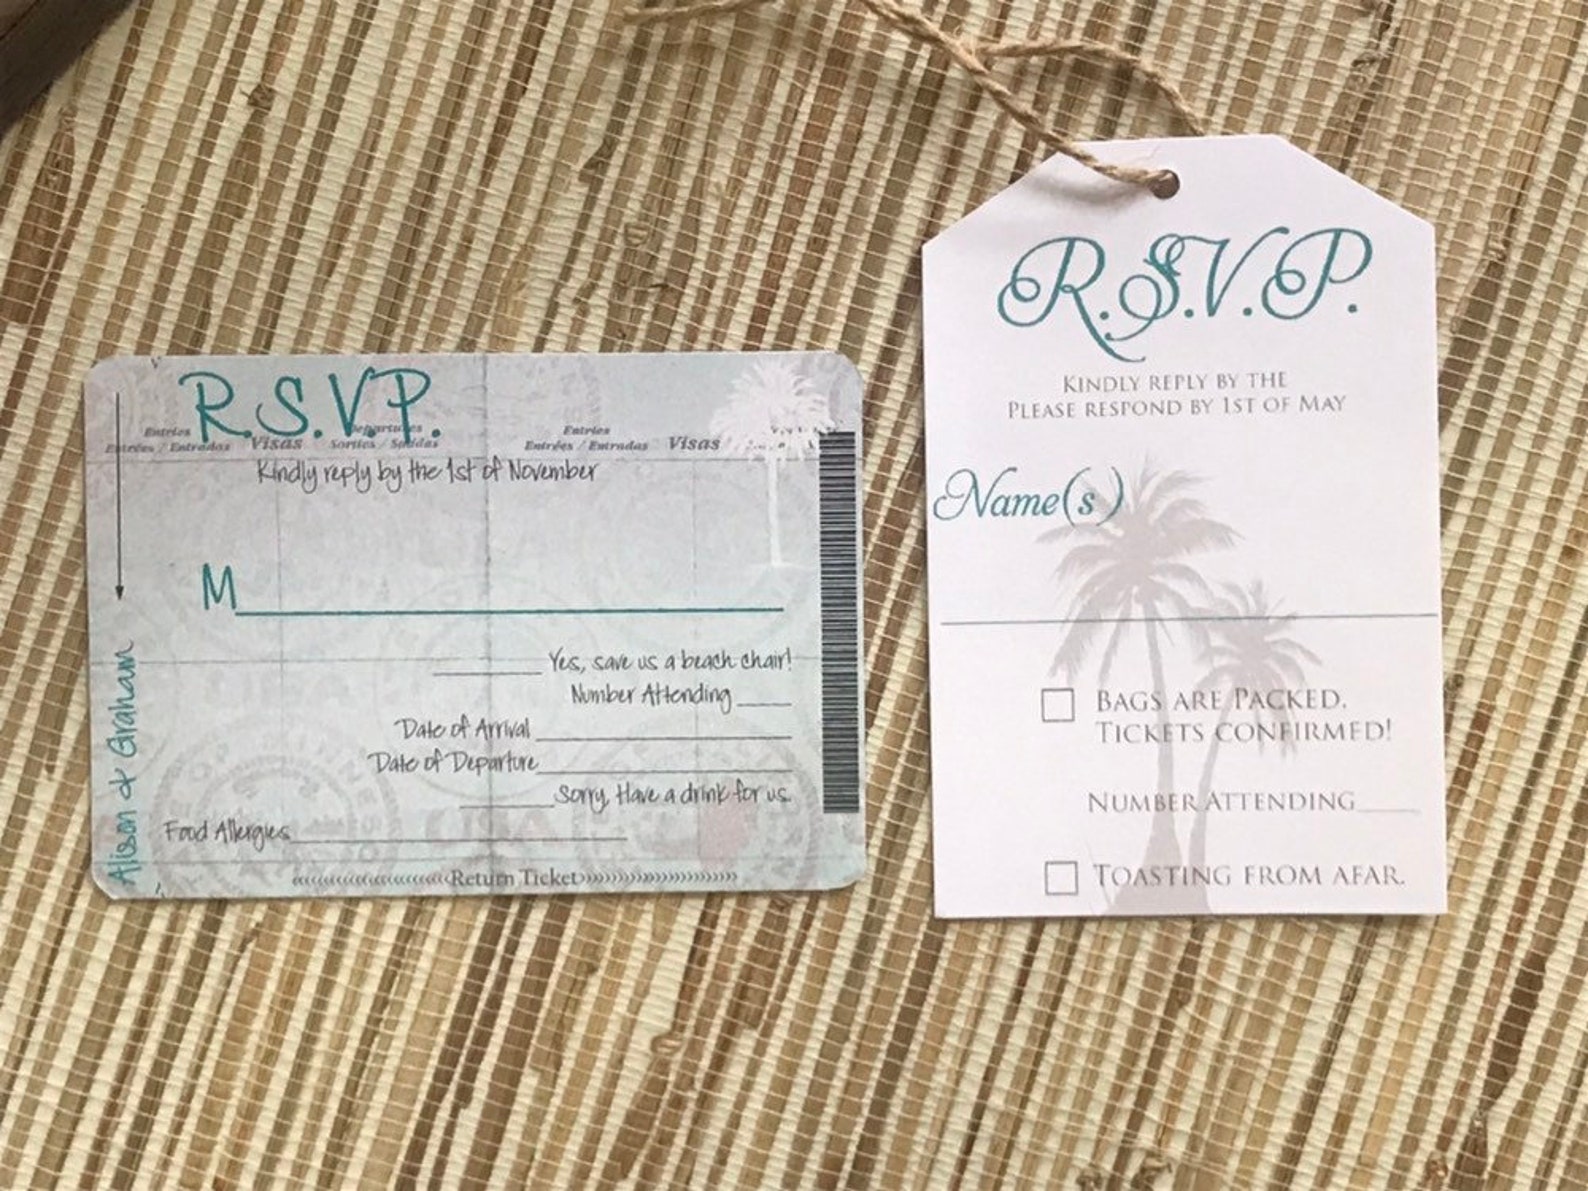 R.S.V.P.
Entries Departures Entries
Entrées / Entradas Visas Sorties / Salidas Entrées / Entradas Visas
Kindly reply by the 1st of November
M
Yes, save us a beach chair!
Number Attending
Date of Arrival
Date of Departure
Sorry, Have a drink for us.
Food Allergies
<<<<<<<<<<<<<<<<<<Return Ticket>>>>>>>>>>>>>>>>>>
Alison & Graham
R.S.V.P.
Kindly reply by the
Please respond by 1st of May
Name(s)
Bags are Packed,
Tickets confirmed!
Number Attending
Toasting from afar.